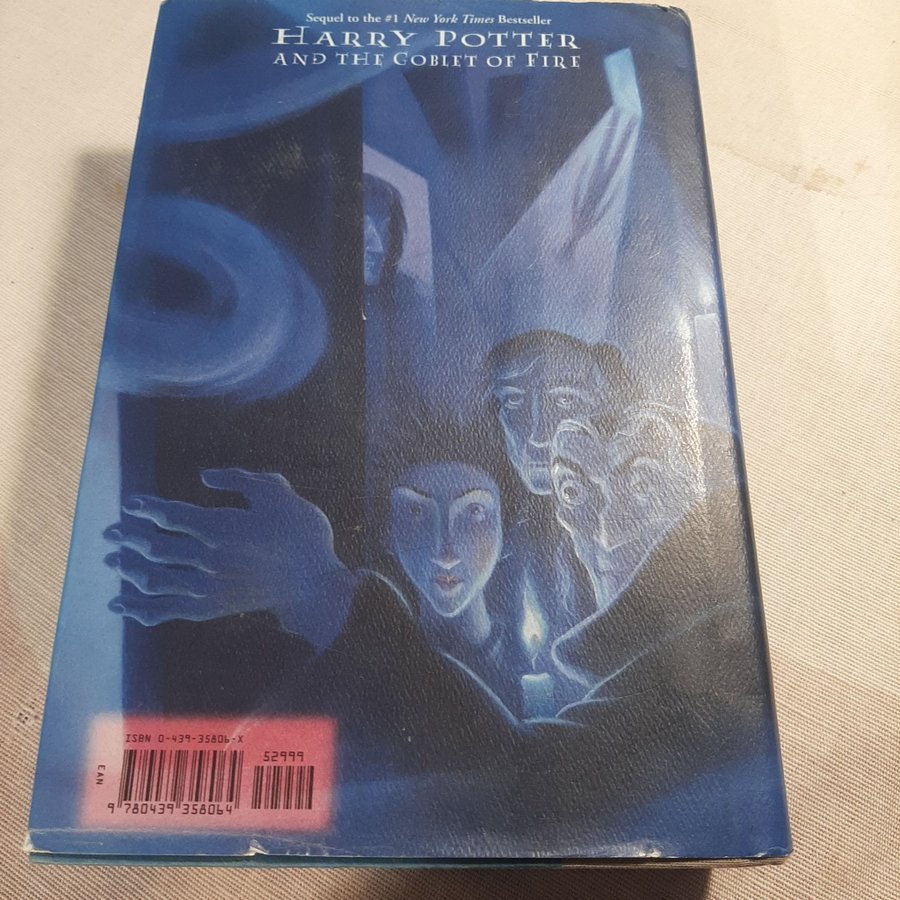 Sequel to the #1 New York Times Bestseller
HARRY POTTER
AND THE GOBLET OF FIRE
ISBN 0-439-35806-X
52999
EAN
9 780439 358064